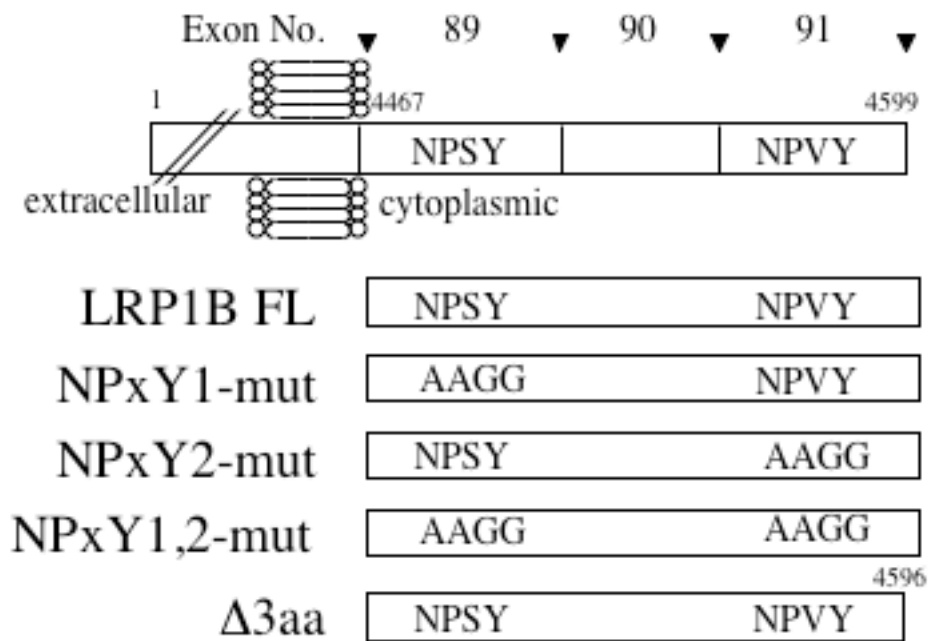 Exon No. 89 90 91
1 4467 4599
NPSY NPVY
extracellular cytoplasmic
LRP1B FL NPSY NPVY
NPxY1-mut AAGG NPVY
NPxY2-mut NPSY AAGG
NPxY1,2-mut AAGG AAGG
4596
Δ3aa NPSY NPVY